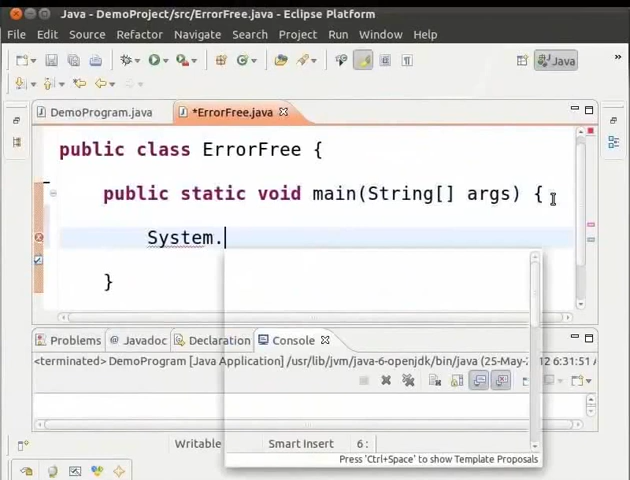 Java - DemoProject/src/ErrorFree.java - Eclipse Platform
File Edit Source Refactor Navigate Search Project Run Window Help
Java
DemoProgram.java *ErrorFree.java
public class ErrorFree {
public static void main(String[] args) {
System.
}
Problems Javadoc Declaration Console
<terminated> DemoProgram [Java Application] /usr/lib/jvm/java-6-openjdk/bin/java (25-May-2012 6:31:51
Writable Smart Insert 6 :
Press 'Ctrl+Space' to show Template Proposals